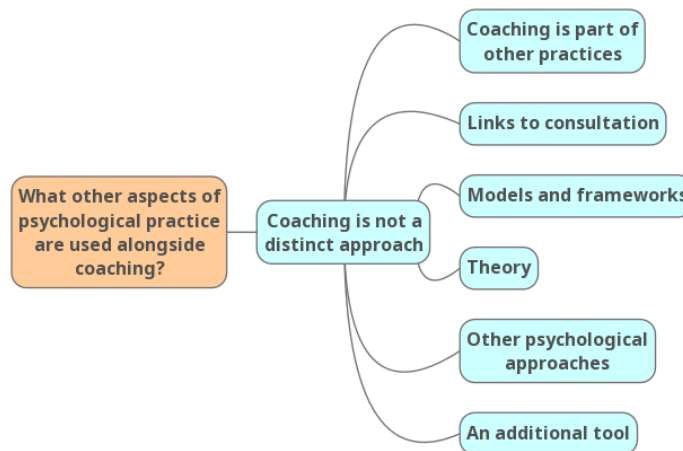 What other aspects of
psychological practice
are used alongside
coaching?
Coaching is not a
distinct approach
Coaching is part of
other practices
Links to consultation
Models and frameworks
Theory
Other psychological
approaches
An additional tool